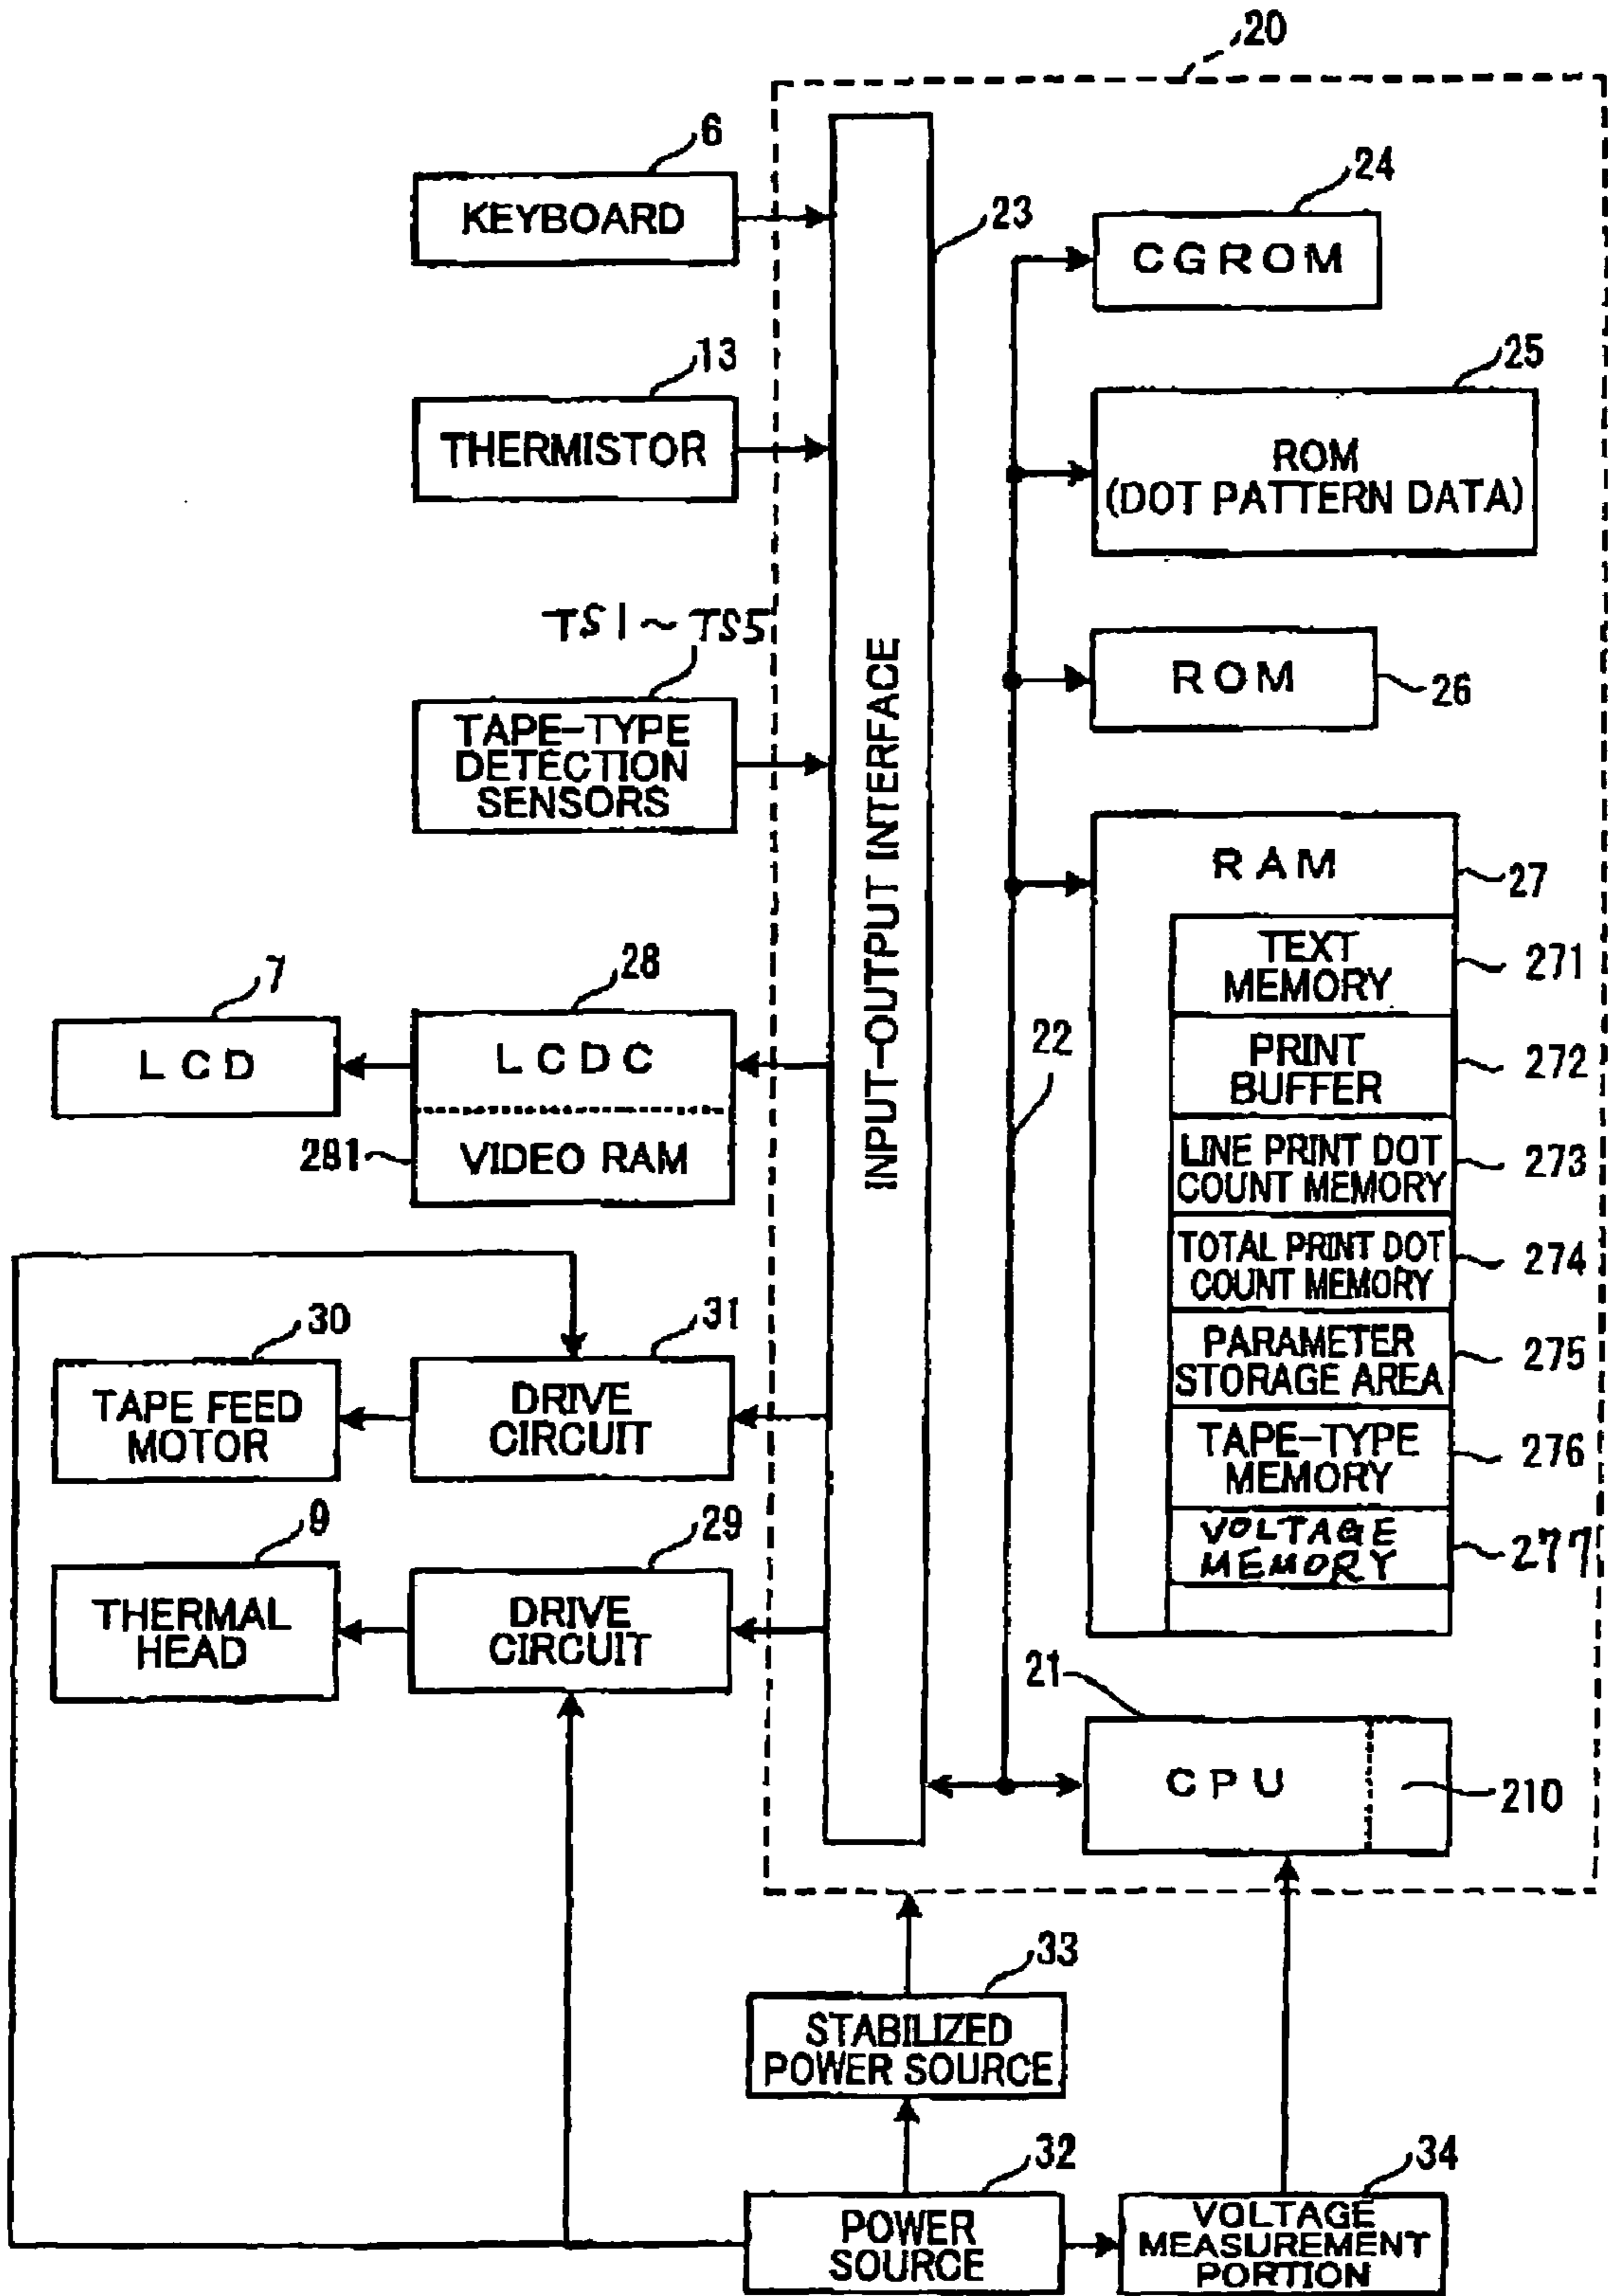 20
6
KEYBOARD
23
24
CGROM
13
THERMISTOR
25
ROM
(DOT PATTERN DATA)
TS1~TS5
TAPE-TYPE
DETECTION
SENSORS
INPUT-OUTPUT INTERFACE
ROM
26
RAM
27
TEXT
MEMORY
271
7
LCD
28
LCDC
281
VIDEO RAM
22
PRINT
BUFFER
272
LINE PRINT DOT
COUNT MEMORY
273
TOTAL PRINT DOT
COUNT MEMORY
274
30
TAPE FEED
MOTOR
31
DRIVE
CIRCUIT
PARAMETER
STORAGE AREA
275
TAPE-TYPE
MEMORY
276
9
THERMAL
HEAD
29
DRIVE
CIRCUIT
VOLTAGE
MEMORY
277
21
CPU
210
33
STABILIZED
POWER SOURCE
32
POWER
SOURCE
34
VOLTAGE
MEASUREMENT
PORTION